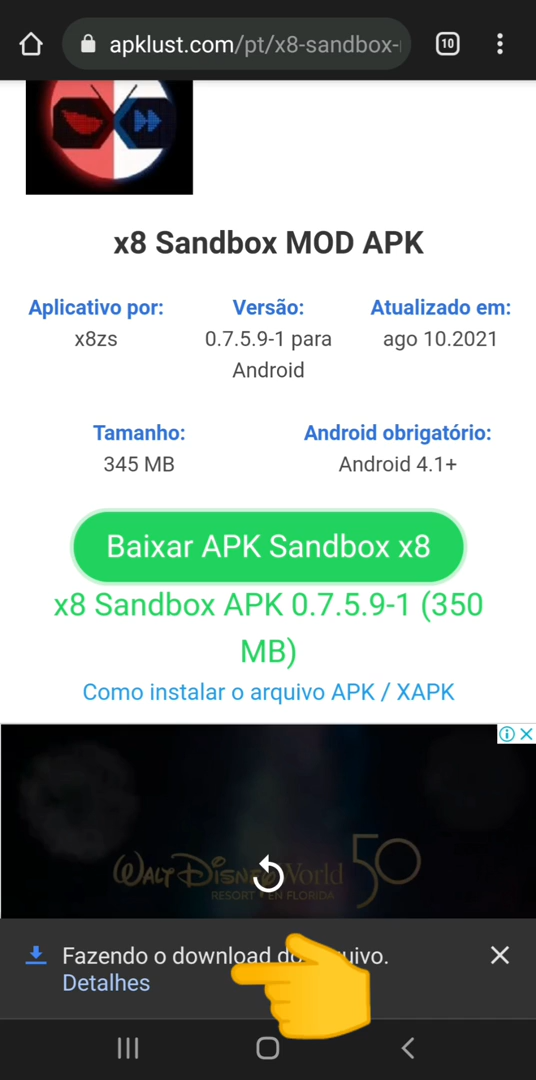 10
apklust.com/pt/x8-sandbox-
x8 Sandbox MOD APK
Aplicativo por:
x8zs
Versão:
0.7.5.9-1 para
Android
Atualizado em:
ago 10.2021
Tamanho:
345 MB
Android obrigatório:
Android 4.1+
Baixar APK Sandbox x8
x8 Sandbox APK 0.7.5.9-1 (350
MB)
Como instalar o arquivo APK / XAPK
WALT DISNEY World 50
RESORT • EN FLORIDA
Fazendo o download do
Detalhes